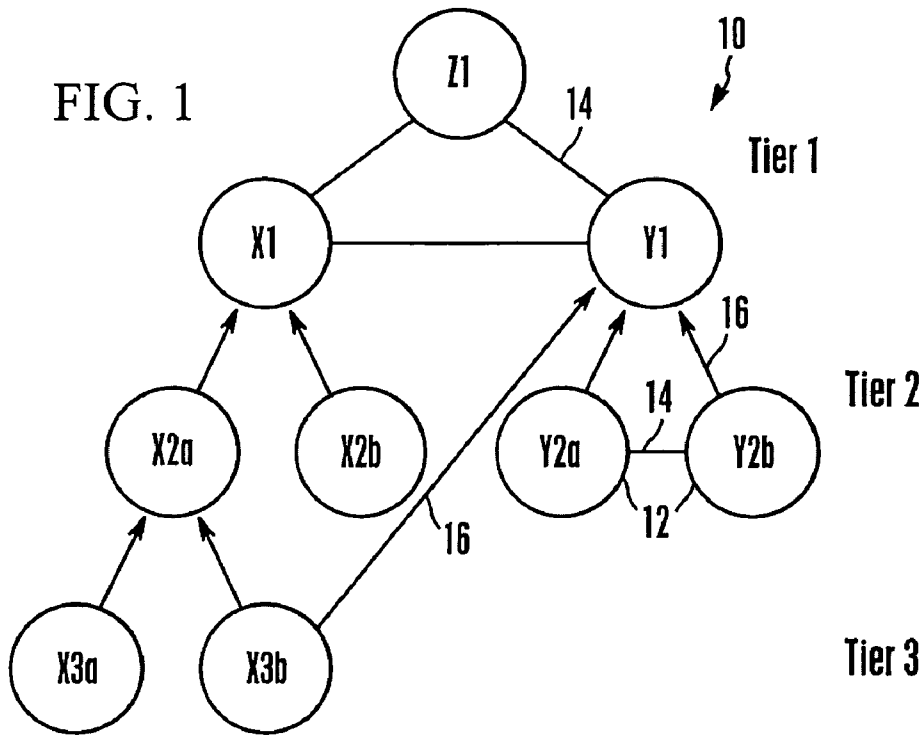 10
Z1
FIG. 1
14
Tier 1
X1
Y1
16
Tier 2
14
X2a
X2b
Y2a
Y2b
12
16
X3a
X3b
Tier 3